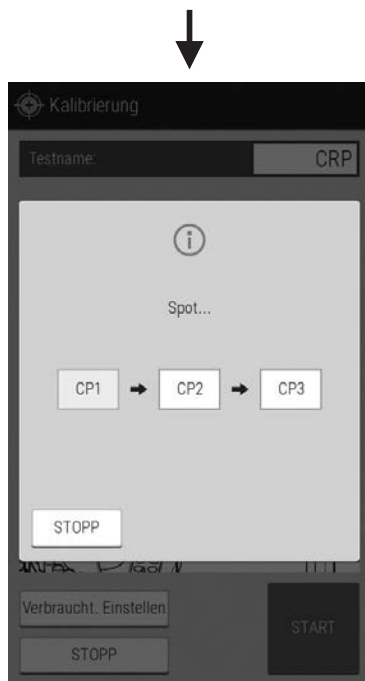 Kalibrierung
Testname: CRP
Spot...
CP1 CP2 CP3
STOPP
Verbraucht. Einstellen
START
STOPP